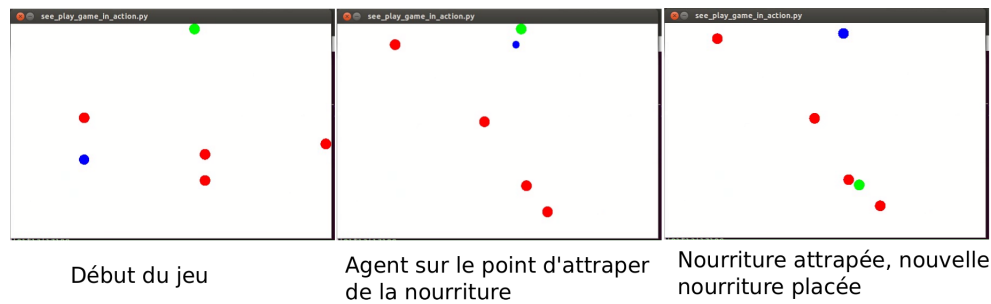 see_play_game_in_action.py
see_play_game_in_action.py
see_play_game_in_action.py
Début du jeu
Agent sur le point d'attraper
de la nourriture
Nourriture attrapée, nouvelle
nourriture placée